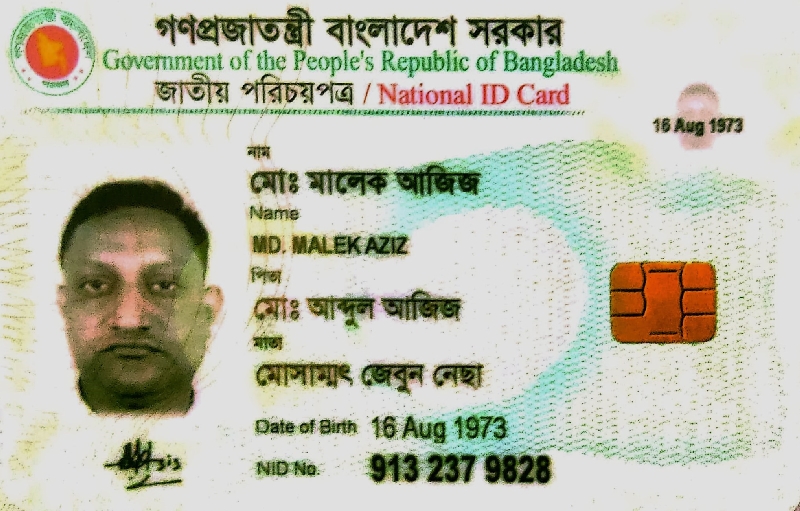 গণপ্রজাতন্ত্রী বাংলাদেশ সরকার
Government of the People's Republic of Bangladesh
জাতীয় পরিচয়পত্র / National ID Card
16 Aug 1973
নাম
মোঃ মালেক আজিজ
Name
MD. MALEK AZIZ
পিতা
মোঃ আব্দুল আজিজ
মাতা
মোসাম্মৎ জেবুন নেছা
Date of Birth 16 Aug 1973
NID No. 913 237 9828